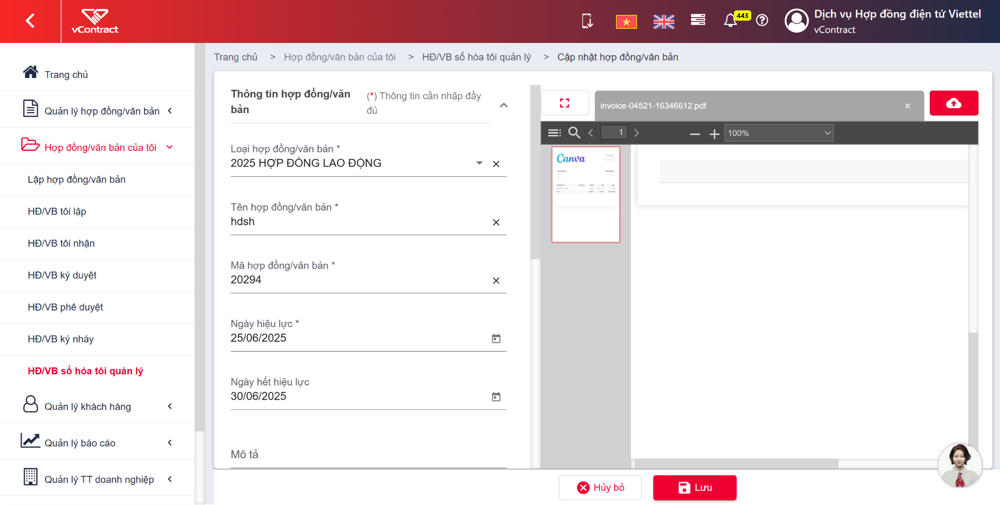 vContract
443
Dịch vụ Hợp đồng điện tử Viettel
vContract
Trang chủ
Quản lý hợp đồng/văn bản
Hợp đồng/văn bản của tôi
Lập hợp đồng/văn bản
HĐ/VB tôi lập
HĐ/VB tôi nhận
HĐ/VB ký duyệt
HĐ/VB phê duyệt
HĐ/VB ký nháy
HĐ/VB số hóa tôi quản lý
Quản lý khách hàng
Quản lý báo cáo
Quản lý TT doanh nghiệp
Trang chủ > Hợp đồng/văn bản của tôi > HĐ/VB số hóa tôi quản lý > Cập nhật hợp đồng/văn bản
Thông tin hợp đồng/văn
bản
(*) Thông tin cần nhập đầy
đủ
Loại hợp đồng/văn bản *
2025 HỢP ĐỒNG LAO ĐỘNG
Tên hợp đồng/văn bản *
hdsh
Mã hợp đồng/văn bản *
20294
Ngày hiệu lực *
25/06/2025
Ngày hết hiệu lực
30/06/2025
Mô tả
invoice-04521-16346612.pdf
1
100%
Canva
INVOICE
Hủy bỏ
Lưu